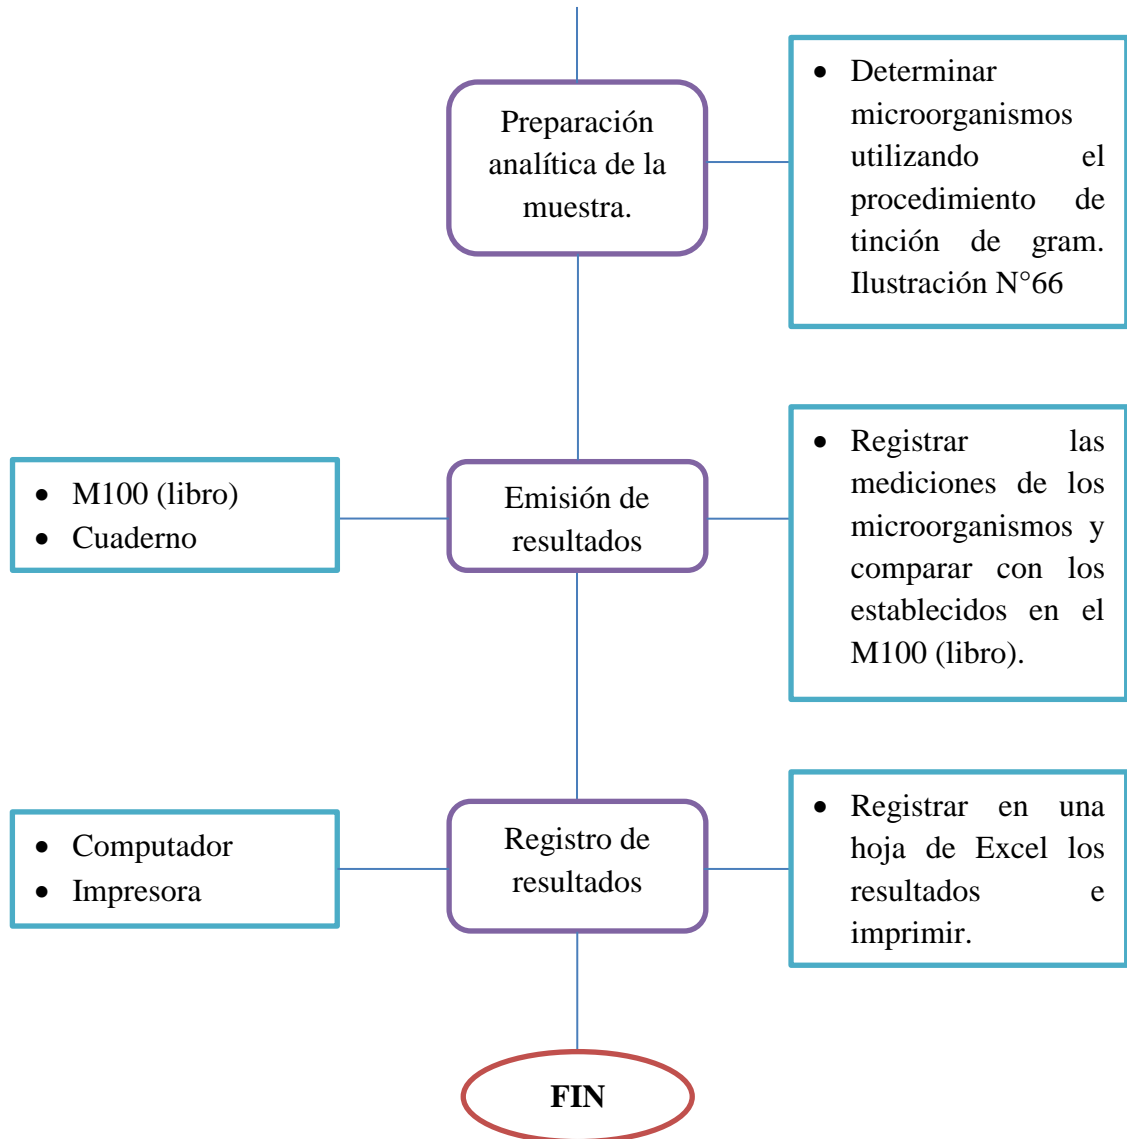 Preparación
analítica de la
muestra.
• Determinar
microorganismos
utilizando el
procedimiento de
tinción de gram.
Ilustración N°66
• M100 (libro)
• Cuaderno
Emisión de
resultados
• Registrar las
mediciones de los
microorganismos y
comparar con los
establecidos en el
M100 (libro).
• Computador
• Impresora
Registro de
resultados
• Registrar en una
hoja de Excel los
resultados e
imprimir.
FIN